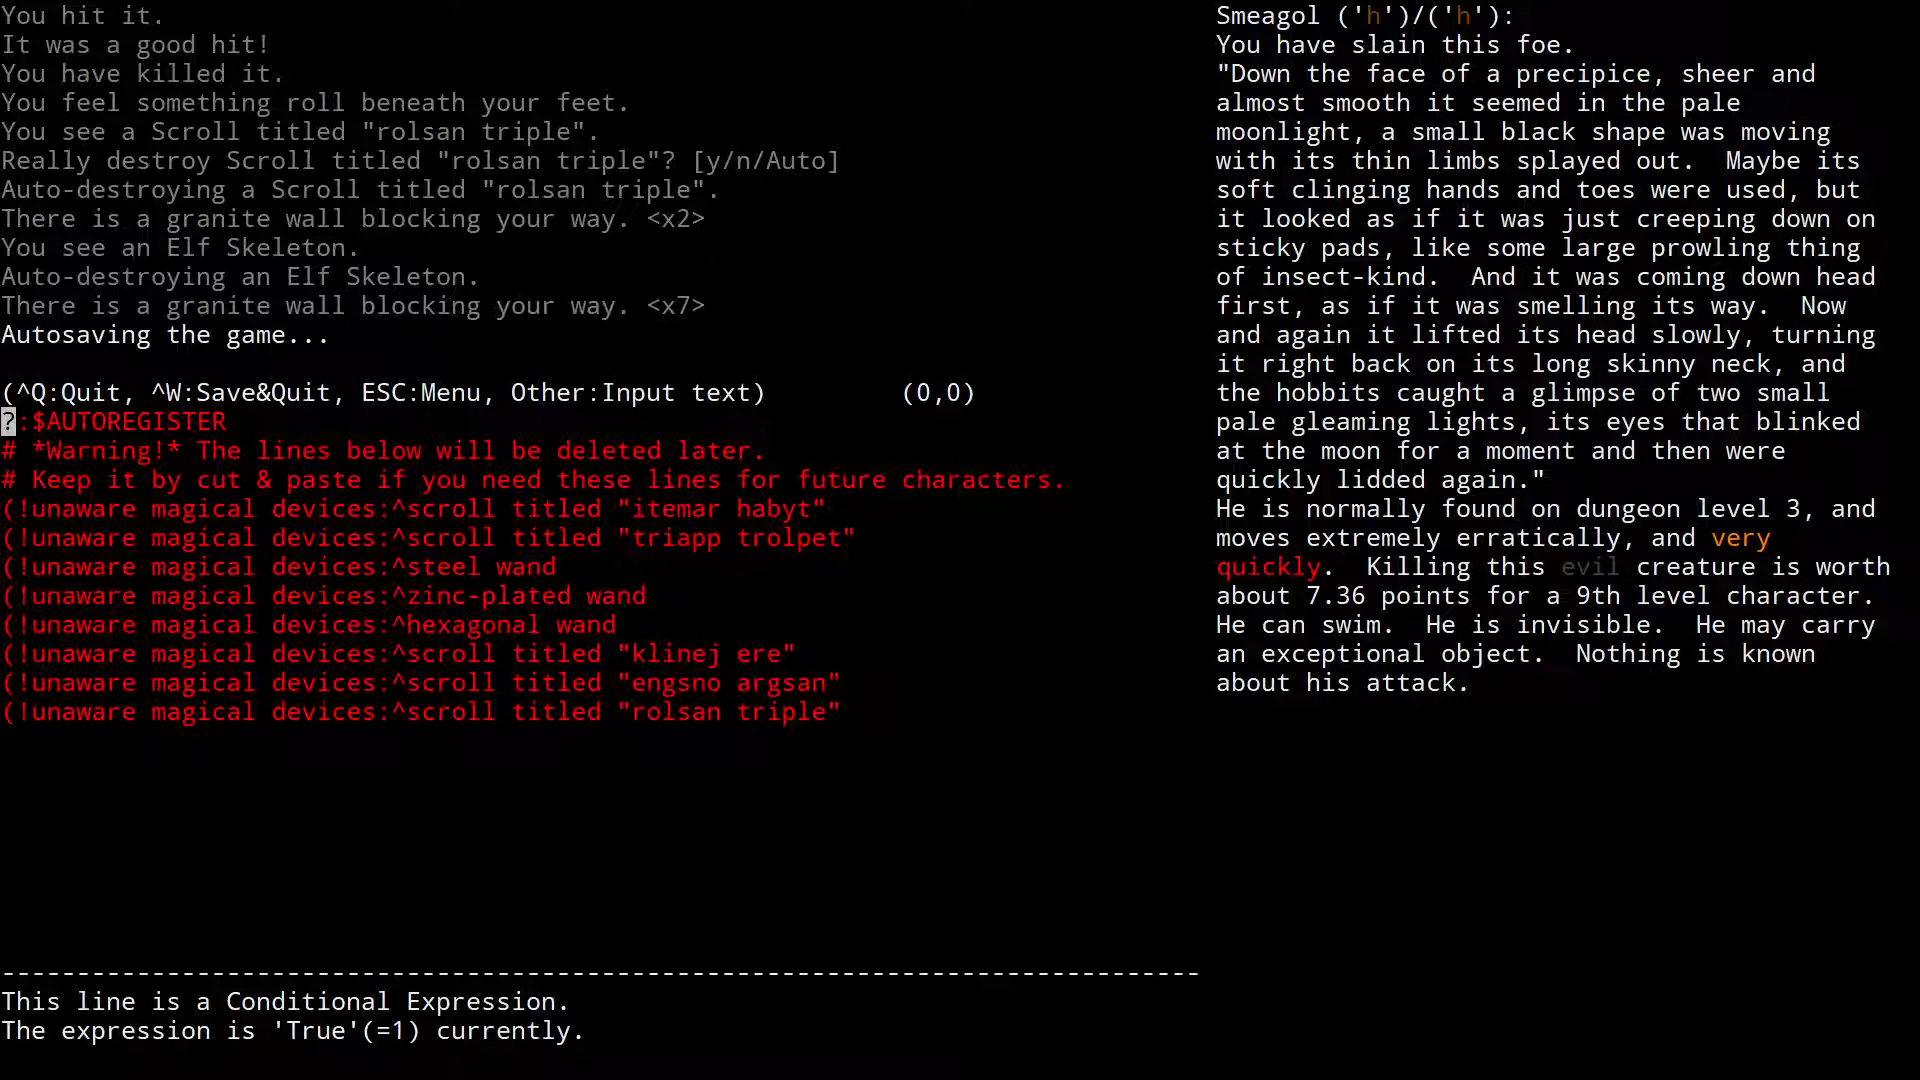 You hit it.
It was a good hit!
You have killed it.
You feel something roll beneath your feet.
You see a Scroll titled "rolsan triple".
Really destroy Scroll titled "rolsan triple"? [y/n/Auto]
Auto-destroying a Scroll titled "rolsan triple".
There is a granite wall blocking your way. <x2>
You see an Elf Skeleton.
Auto-destroying an Elf Skeleton.
There is a granite wall blocking your way. <x7>
Autosaving the game...
(^Q:Quit, ^W:Save&Quit, ESC:Menu, Other:Input text)         (0,0)
?:$AUTOREGISTER
# *Warning!* The lines below will be deleted later.
# Keep it by cut & paste if you need these lines for future characters.
(!unaware magical devices:^scroll titled "itemar habyt"
(!unaware magical devices:^scroll titled "triapp trolpet"
(!unaware magical devices:^steel wand
(!unaware magical devices:^zinc-plated wand
(!unaware magical devices:^hexagonal wand
(!unaware magical devices:^scroll titled "klinej ere"
(!unaware magical devices:^scroll titled "engsno argsan"
(!unaware magical devices:^scroll titled "rolsan triple"
--------------------------------------------------------------------------------
This line is a Conditional Expression.
The expression is 'True'(=1) currently.
Smeagol ('h')/('h'):
You have slain this foe.
"Down the face of a precipice, sheer and
almost smooth it seemed in the pale
moonlight, a small black shape was moving
with its thin limbs splayed out.  Maybe its
soft clinging hands and toes were used, but
it looked as if it was just creeping down on
sticky pads, like some large prowling thing
of insect-kind.  And it was coming down head
first, as if it was smelling its way.  Now
and again it lifted its head slowly, turning
it right back on its long skinny neck, and
the hobbits caught a glimpse of two small
pale gleaming lights, its eyes that blinked
at the moon for a moment and then were
quickly lidded again."
He is normally found on dungeon level 3, and
moves extremely erratically, and very
quickly.  Killing this evil creature is worth
about 7.36 points for a 9th level character.
He can swim.  He is invisible.  He may carry
an exceptional object.  Nothing is known
about his attack.